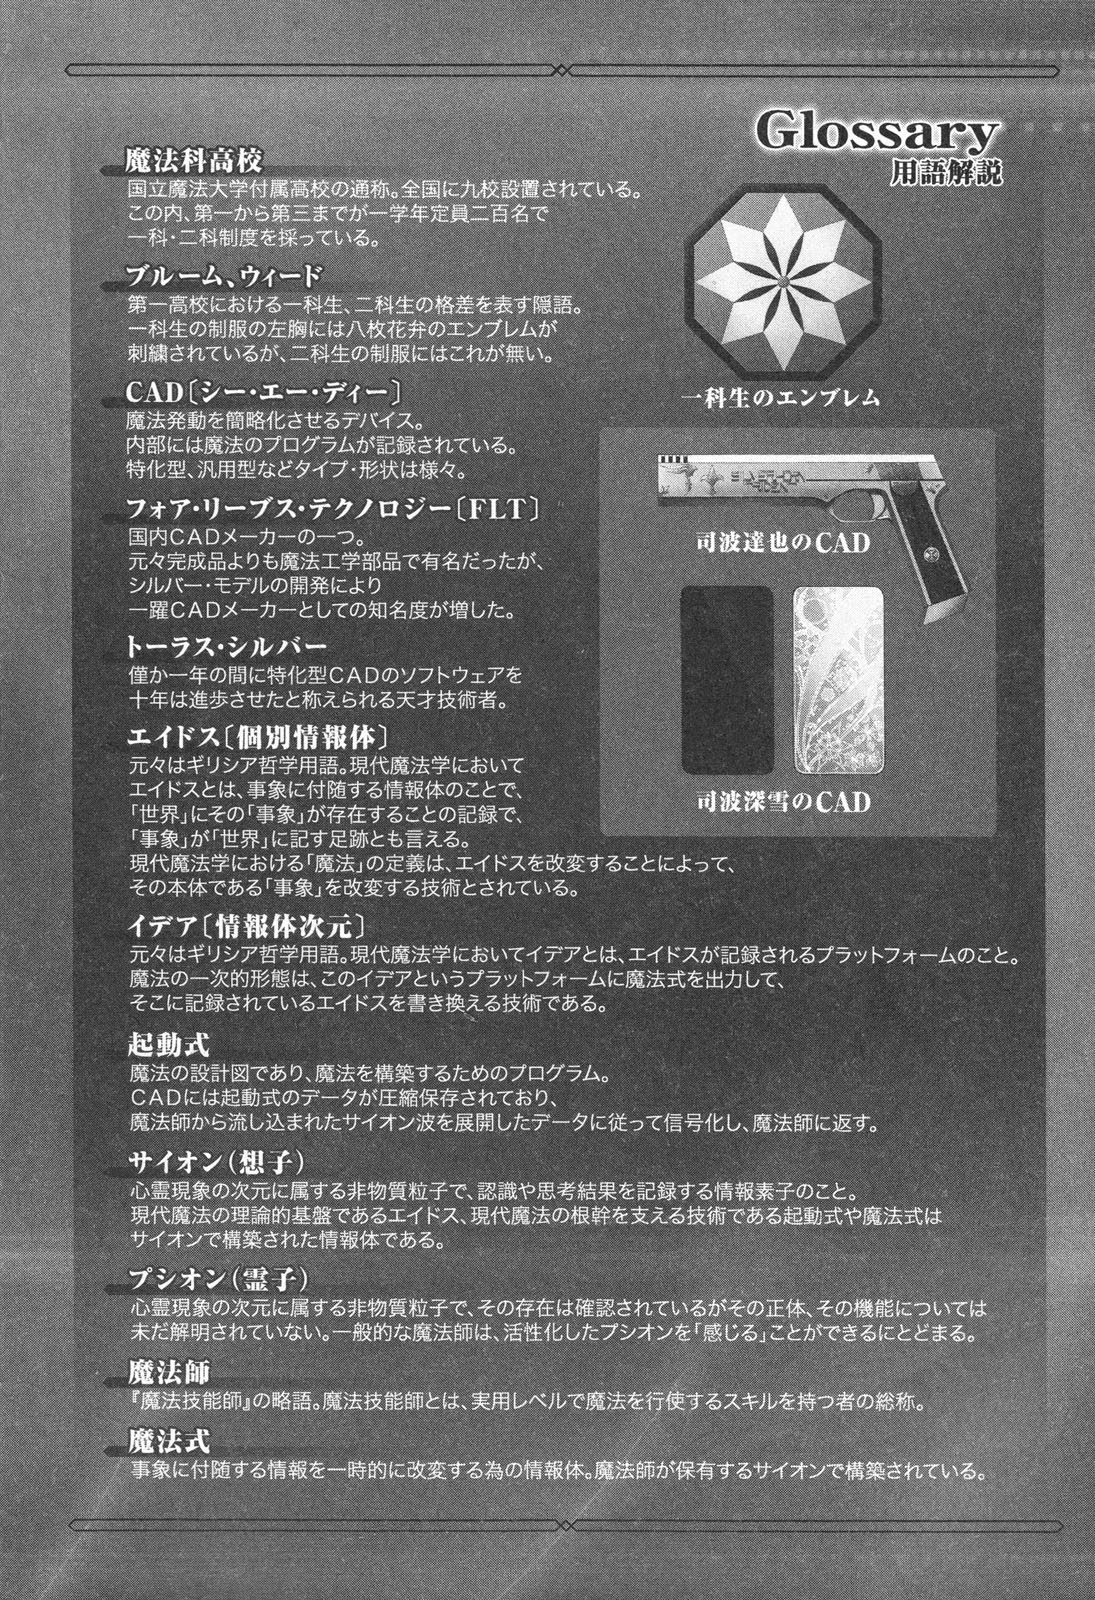 Glossary
用語解説
魔法科高校
国立魔法大学付属高校の通称。全国に九校設置されている。
この内、第一から第三までが一学年定員二百名で
一科・二科制度を採っている。
ブルーム、ウィード
第一高校における一科生、二科生の格差を表す隠語。
一科生の制服の左胸には八枚花弁のエンブレムが
刺繍されているが、二科生の制服にはこれが無い。
一科生のエンブレム
CAD〔シー・エー・ディー〕
魔法発動を簡略化させるデバイス。
内部には魔法のプログラムが記録されている。
特化型、汎用型などタイプ・形状は様々。
フォア・リーブス・テクノロジー〔FLT〕
国内CADメーカーの一つ。
元々完成品よりも魔法工学部品で有名だったが、
シルバー・モデルの開発により
一躍CADメーカーとしての知名度が増した。
司波達也のCAD
トーラス・シルバー
僅か一年の間に特化型CADのソフトウェアを
十年は進歩させたと称えられる天才技術者。
司波深雪のCAD
エイドス〔個別情報体〕
元々はギリシア哲学用語。現代魔法学において
エイドスとは、事象に付随する情報体のことで、
「世界」にその「事象」が存在することの記録で、
「事象」が「世界」に記す足跡とも言える。
現代魔法学における「魔法」の定義は、エイドスを改変することによって、
その本体である「事象」を改変する技術とされている。
イデア〔情報体次元〕
元々はギリシア哲学用語。現代魔法学においてイデアとは、エイドスが記録されるプラットフォームのこと。
魔法の一次的形態は、このイデアというプラットフォームに魔法式を出力して、
そこに記録されているエイドスを書き換える技術である。
起動式
魔法の設計図であり、魔法を構築するためのプログラム。
CADには起動式のデータが圧縮保存されており、
魔法師から流し込まれたサイオン波を展開したデータに従って信号化し、魔法師に返す。
サイオン（想子）
心霊現象の次元に属する非物質粒子で、認識や思考結果を記録する情報素子のこと。
現代魔法の理論的基盤であるエイドス、現代魔法の根幹を支える技術である起動式や魔法式は
サイオンで構築された情報体である。
プシオン（霊子）
心霊現象の次元に属する非物質粒子で、その存在は確認されているがその正体、その機能については
未だ解明されていない。一般的な魔法師は、活性化したプシオンを「感じる」ことができるにとどまる。
魔法師
『魔法技能師』の略語。魔法技能師とは、実用レベルで魔法を行使するスキルを持つ者の総称。
魔法式
事象に付随する情報を一時的に改変する為の情報体。魔法師が保有するサイオンで構築されている。